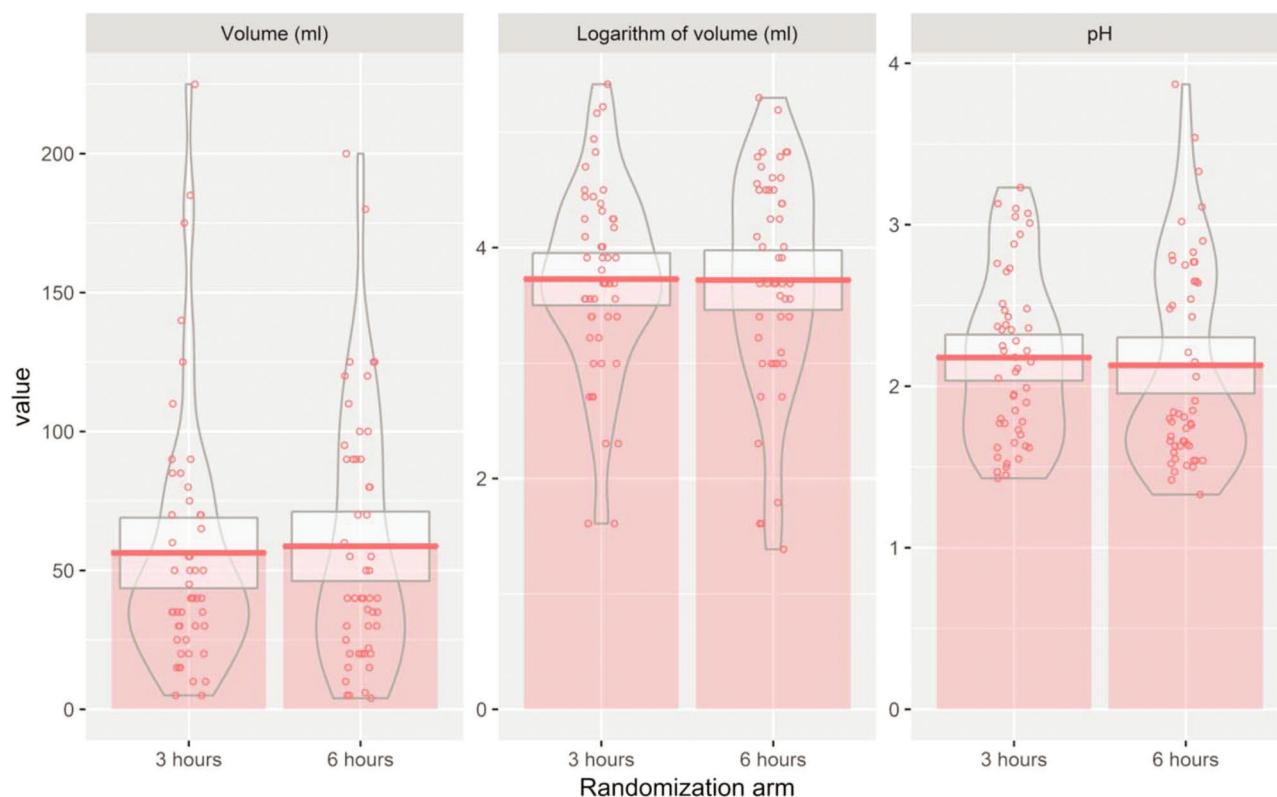 Volume (ml)
Logarithm of volume (ml)
pH
value
200
150
100
50
0
4
2
0
4
3
2
1
0
3 hours
6 hours
3 hours
6 hours
3 hours
6 hours
Randomization arm